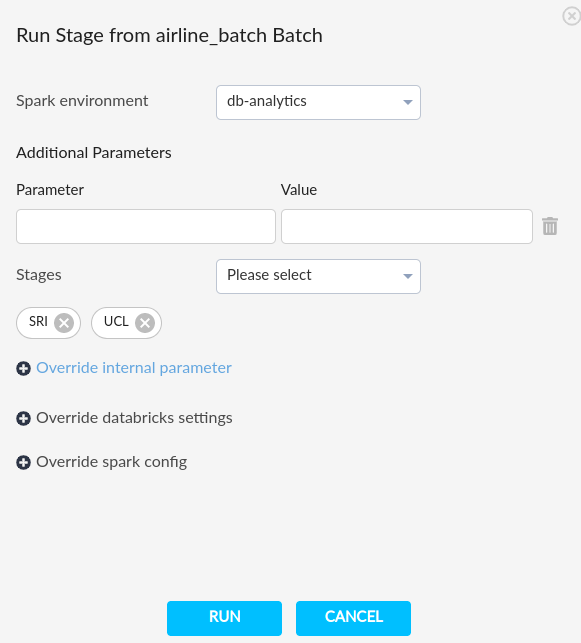 Run Stage from airline_batch Batch
Spark environment
db-analytics
Additional Parameters
Parameter Value
Stages
Please select
SRI UCL
Override internal parameter
Override databricks settings
Override spark config
RUN CANCEL